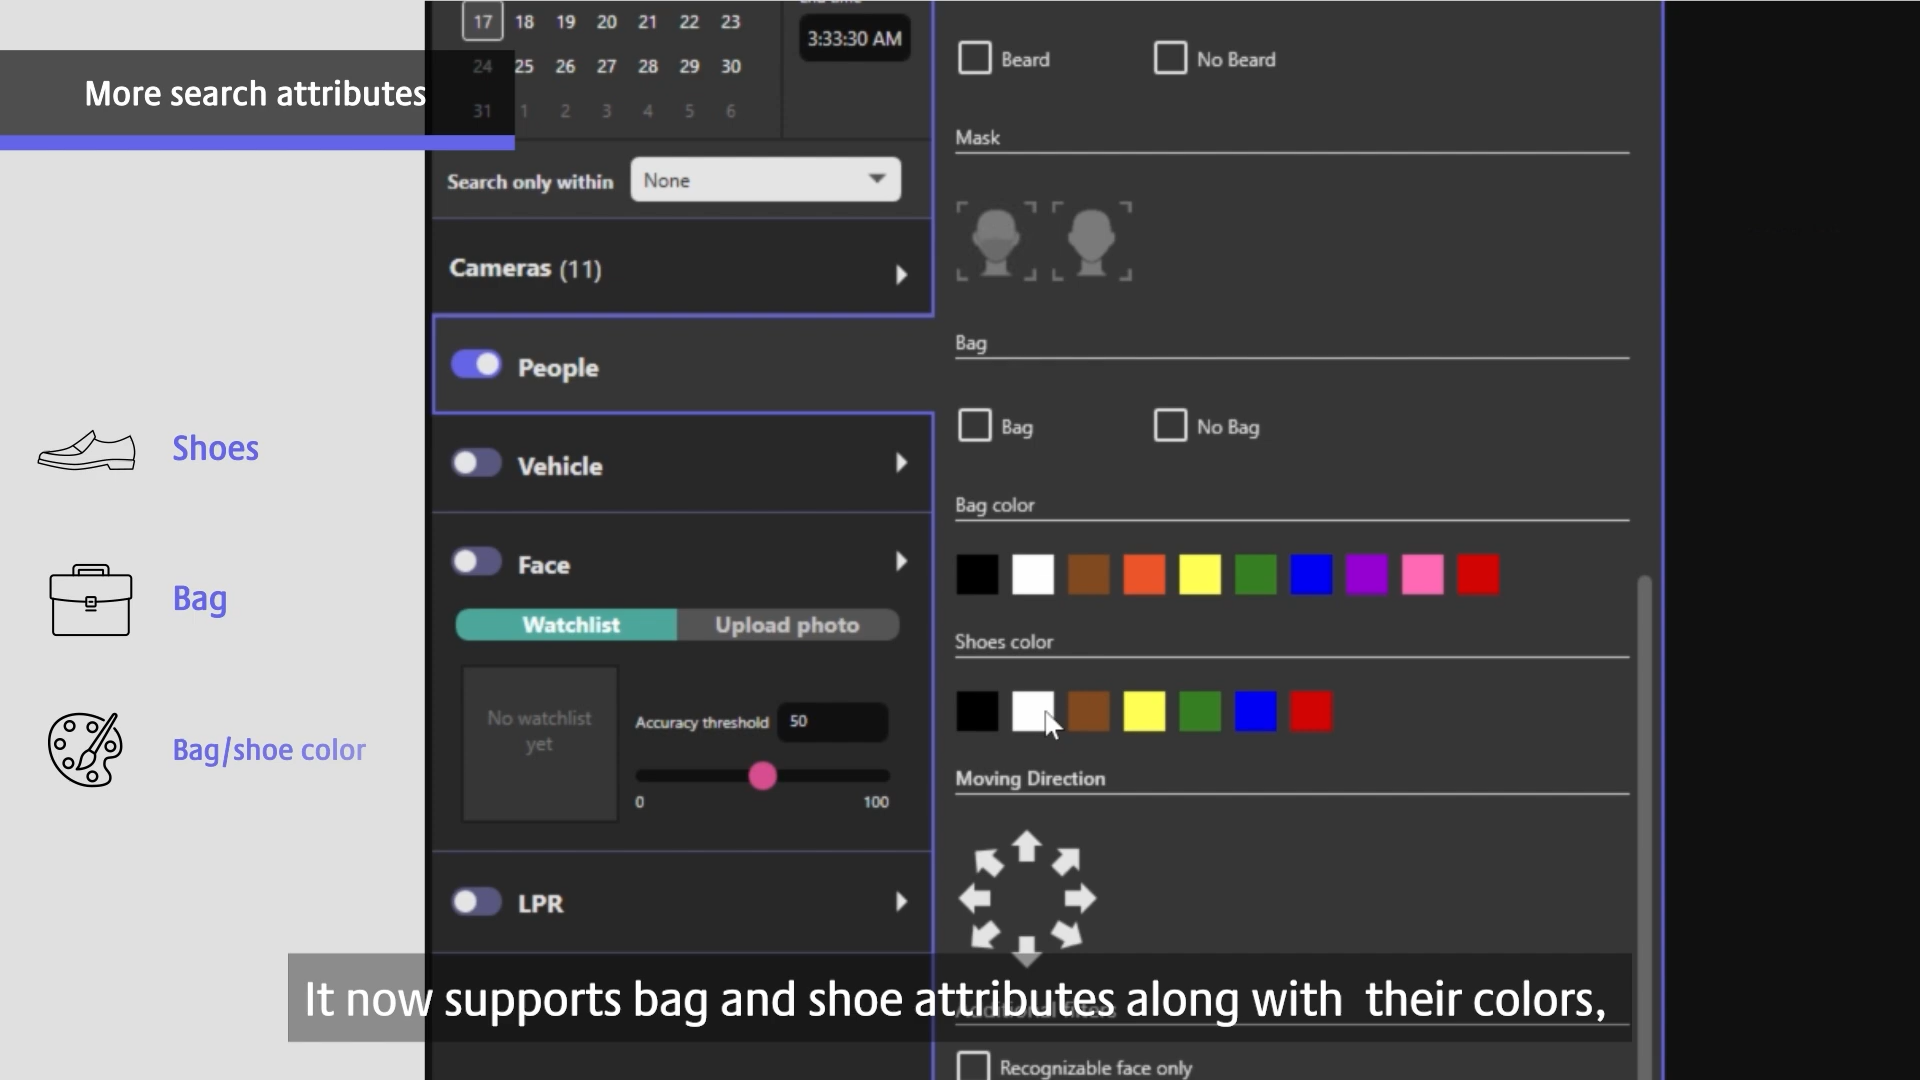 More search attributes
Shoes
Bag
Bag/shoe color
17 18 19 20 21 22 23
24 25 26 27 28 29 30
31 1 2 3 4 5 6
End time
3:33:30 AM
Search only within None
Cameras (11)
People
Vehicle
Face
Watchlist Upload photo
No watchlist
yet
Accuracy threshold 50
0 100
LPR
Beard No Beard
Mask
Bag
Bag No Bag
Bag color
Shoes color
Moving Direction
Additional filters
Recognizable face only
It now supports bag and shoe attributes along with their colors,